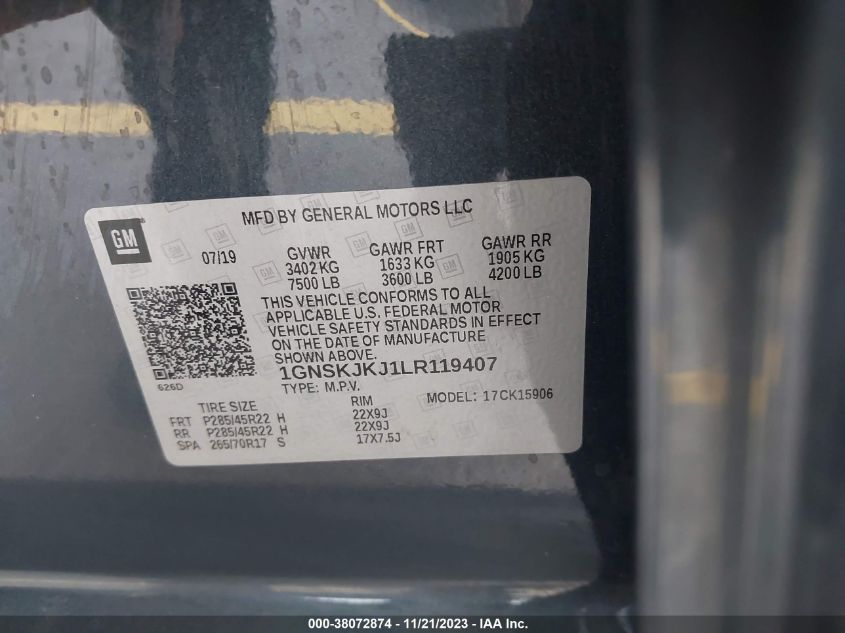 MFD BY GENERAL MOTORS LLC
GM
07/19 GVWR GAWR FRT GAWR RR
3402 KG 1633 KG 1905 KG
7500 LB 3600 LB 4200 LB
THIS VEHICLE CONFORMS TO ALL
APPLICABLE U.S. FEDERAL MOTOR
VEHICLE SAFETY STANDARDS IN EFFECT
ON THE DATE OF MANUFACTURE
SHOWN ABOVE.
626D
1GNSKJKJ1LR119407
TYPE: M.P.V. MODEL: 17CK15906
TIRE SIZE RIM
FRT P285/45R22 H 22X9J
RR P285/45R22 H 22X9J
SPA 265/70R17 S 17X7.5J
000-38072874 - 11/21/2023 - IAA Inc.